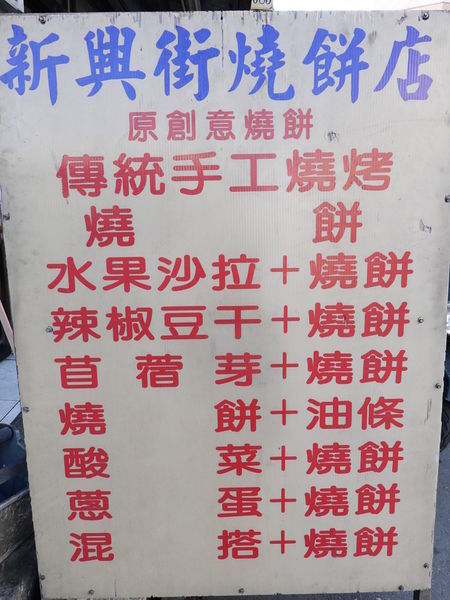 新興街燒餅店
原創意燒餅
傳統手工燒烤
燒餅
水果沙拉+燒餅
辣椒豆干+燒餅
苜蓿芽+燒餅
燒餅+油條
酸菜+燒餅
蔥蛋+燒餅
混搭+燒餅